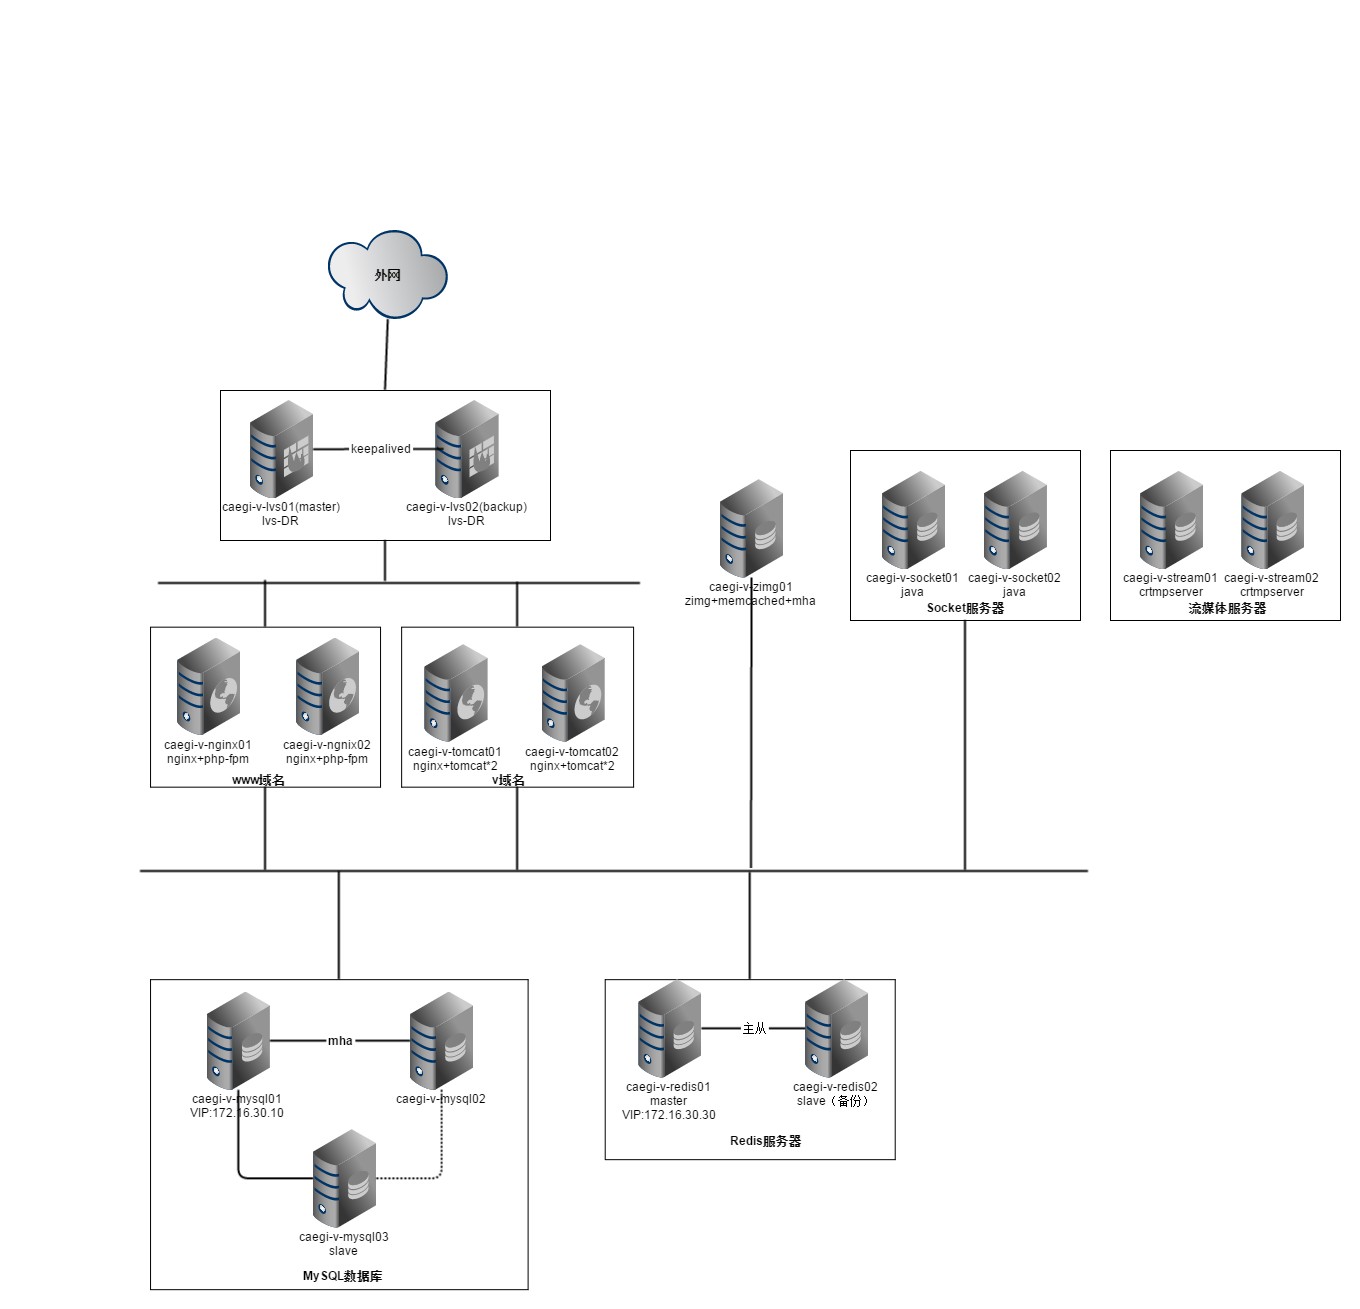 外网
keepalived
caegi-v-lvs01(master)
lvs-DR
caegi-v-lvs02(backup)
lvs-DR
caegi-v-zimg01
zimg+memcached+mha
caegi-v-socket01
java
caegi-v-socket02
java
Socket服务器
caegi-v-stream01
crtmpserver
caegi-v-stream02
crtmpserver
流媒体服务器
caegi-v-nginx01
nginx+php-fpm
caegi-v-ngnix02
nginx+php-fpm
www域名
caegi-v-tomcat01
nginx+tomcat*2
caegi-v-tomcat02
nginx+tomcat*2
v域名
mha
caegi-v-mysql01
VIP:172.16.30.10
caegi-v-mysql02
caegi-v-mysql03
slave
MySQL数据库
主从
caegi-v-redis01
master
VIP:172.16.30.30
caegi-v-redis02
slave（备份）
Redis服务器